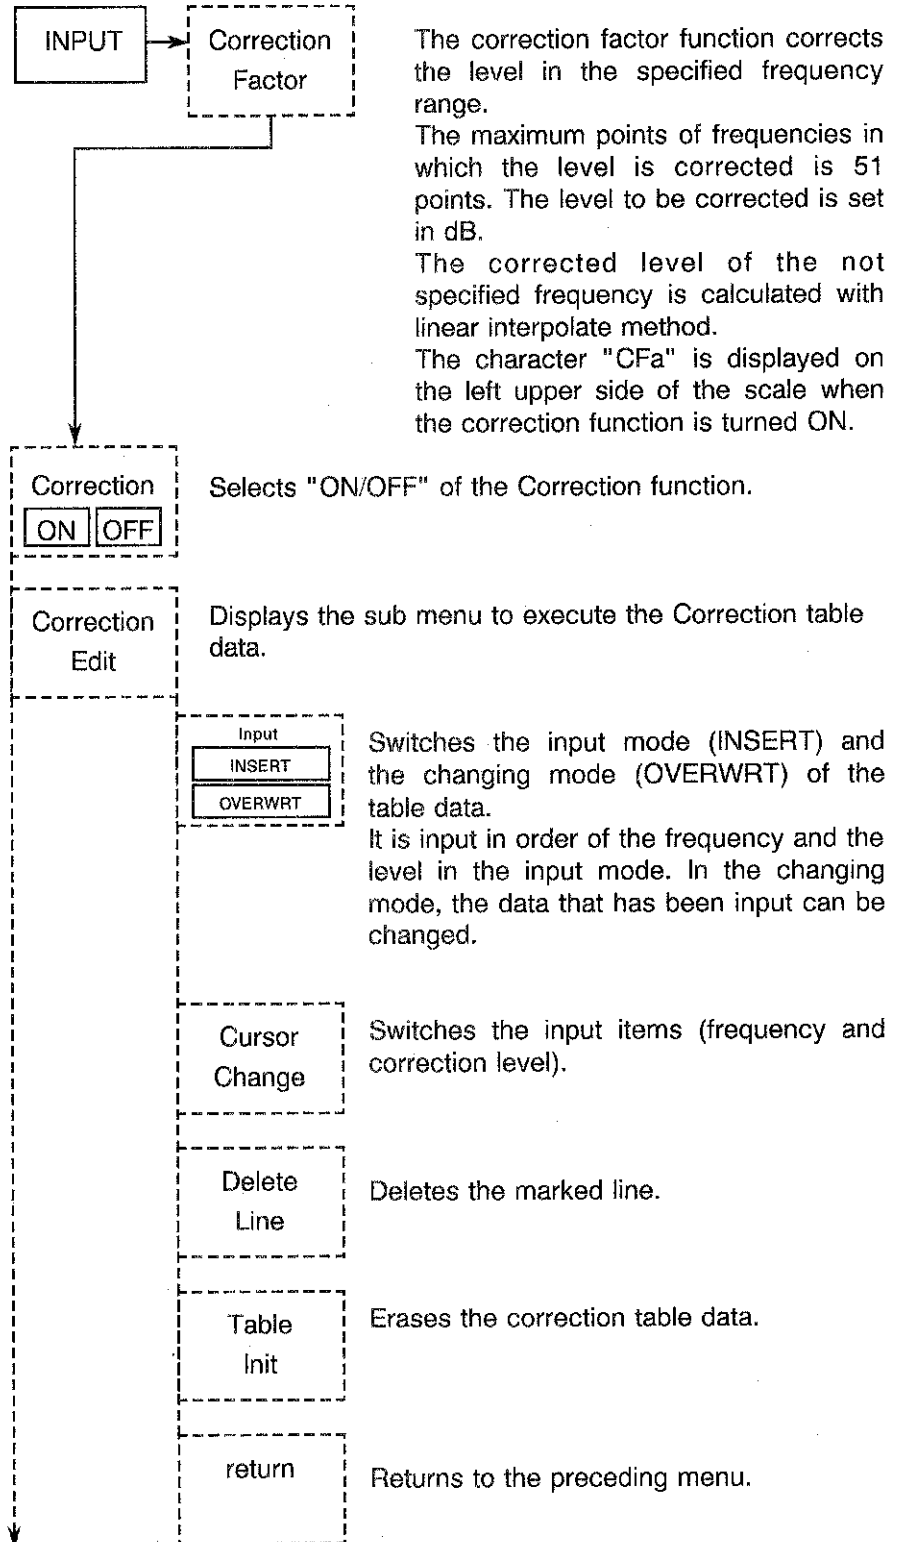 INPUT
Correction
Factor
The correction factor function corrects
the level in the specified frequency
range.
The maximum points of frequencies in
which the level is corrected is 51
points. The level to be corrected is set
in dB.
The corrected level of the not
specified frequency is calculated with
linear interpolate method.
The character "CFa" is displayed on
the left upper side of the scale when
the correction function is turned ON.
Correction
ON OFF
Selects "ON/OFF" of the Correction function.
Correction
Edit
Displays the sub menu to execute the Correction table
data.
Input
INSERT
OVERWRT
Switches the input mode (INSERT) and
the changing mode (OVERWRT) of the
table data.
It is input in order of the frequency and the
level in the input mode. In the changing
mode, the data that has been input can be
changed.
Cursor
Change
Switches the input items (frequency and
correction level).
Delete
Line
Deletes the marked line.
Table
Init
Erases the correction table data.
return
Returns to the preceding menu.